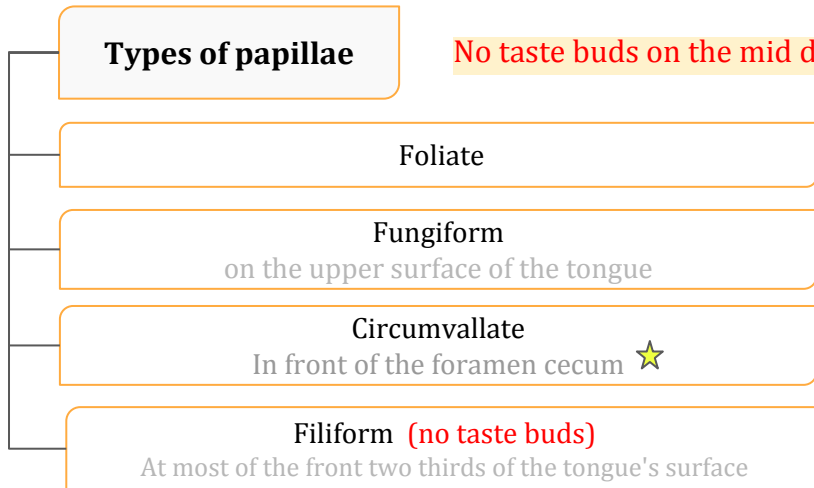 Types of papillae
No taste buds on the mid d
Foliate
Fungiform
on the upper surface of the tongue
Circumvallate
In front of the foramen cecum
Filiform (no taste buds)
At most of the front two thirds of the tongue's surface